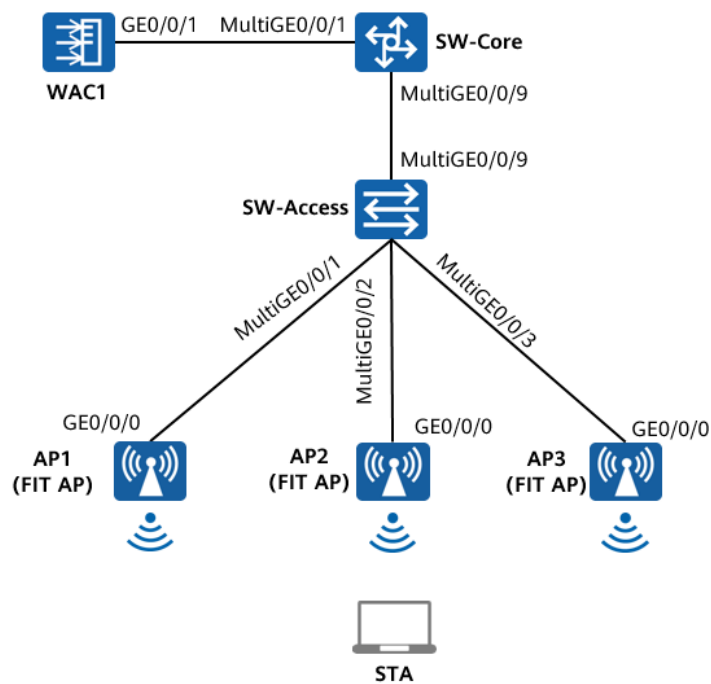 GE0/0/1
MultiGE0/0/1
SW-Core
WAC1
MultiGE0/0/9
MultiGE0/0/9
SW-Access
MultiGE0/0/1
MultiGE0/0/2
MultiGE0/0/3
GE0/0/0
GE0/0/0
GE0/0/0
AP1
(FIT AP)
AP2
(FIT AP)
AP3
(FIT AP)
STA